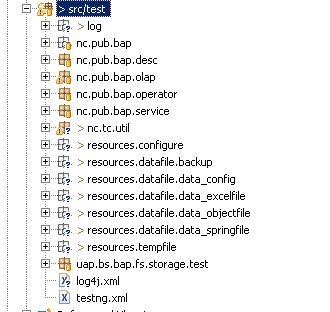 > src/test
> log
nc.pub.bap
nc.pub.bap.desc
nc.pub.bap.olap
nc.pub.bap.operator
nc.pub.bap.service
> nc.tc.util
> resources.configure
> resources.datafile.backup
> resources.datafile.data_config
> resources.datafile.data_excelfile
> resources.datafile.data_objectfile
> resources.datafile.data_springfile
> resources.tempfile
uap.bs.bap.fs.storage.test
log4j.xml
testng.xml